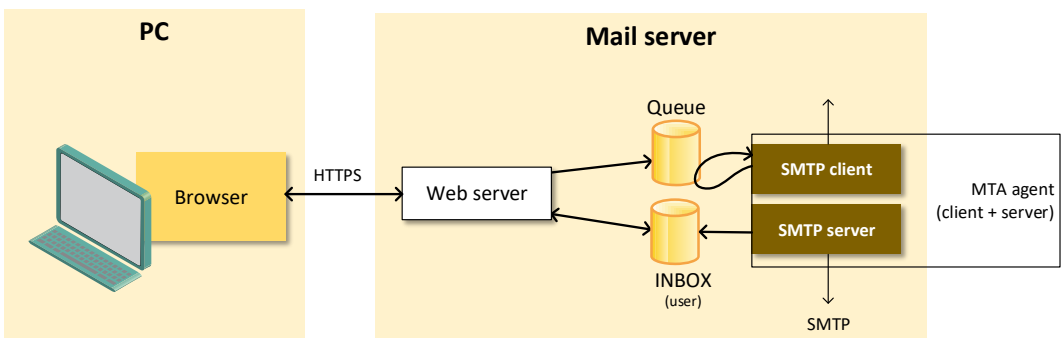 PC
Mail server
Browser
HTTPS
Web server
Queue
INBOX
(user)
SMTP client
SMTP server
MTA agent
(client + server)
SMTP